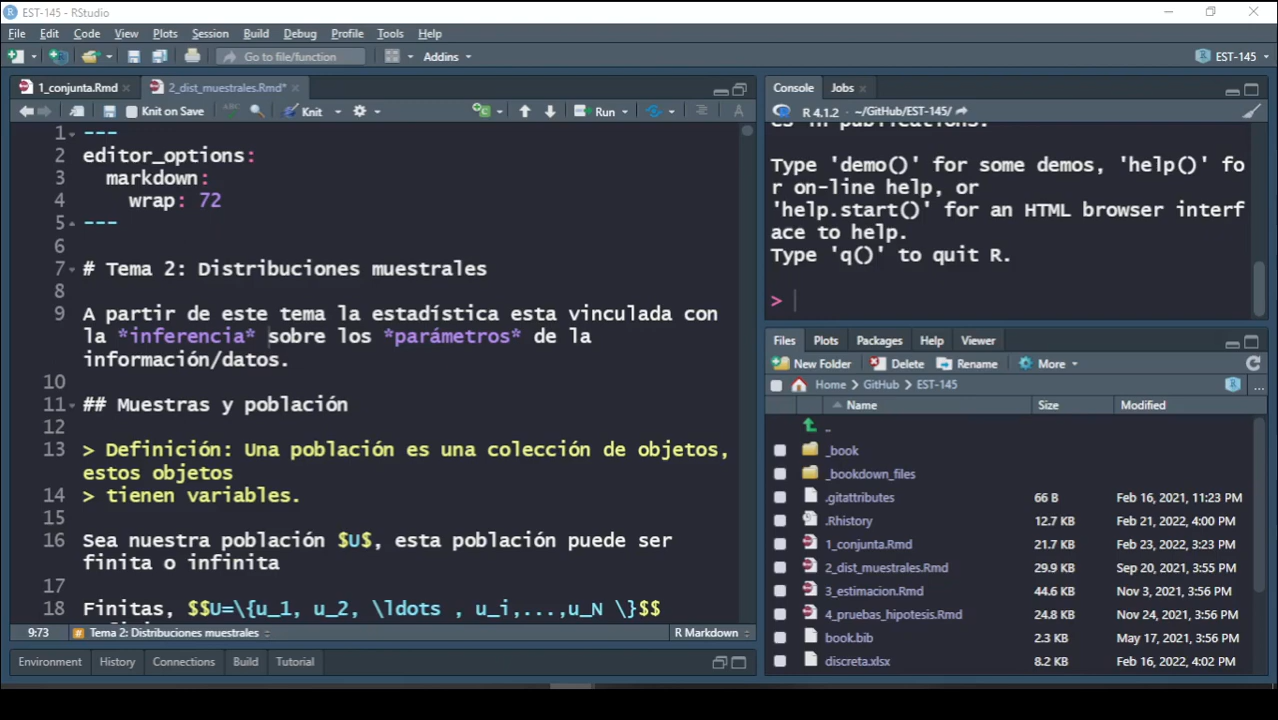 EST-145 - RStudio
File Edit Code View Plots Session Build Debug Profile Tools Help
Go to file/function Addins EST-145
1_conjunta.Rmd 2_dist_muestrales.Rmd*
Knit on Save ABC Knit Run
1 ---
2 editor_options:
3 markdown:
4 wrap: 72
5 ---
6
7 # Tema 2: Distribuciones muestrales
8
9 A partir de este tema la estadística esta vinculada con
la *inferencia* sobre los *parámetros* de la
información/datos.
10
11 ## Muestras y población
12
13 > Definición: Una población es una colección de objetos,
estos objetos
14 > tienen variables.
15
16 Sea nuestra población $U$, esta población puede ser
finita o infinita
17
18 Finitas, $$U=\{u_1, u_2, \ldots , u_i,...,u_N \}$$
9:73 Tema 2: Distribuciones muestrales R Markdown
Environment History Connections Build Tutorial
Console Jobs
R 4.1.2 · ~/GitHub/EST-145/
es in publications.
Type 'demo()' for some demos, 'help()' fo
r on-line help, or
'help.start()' for an HTML browser interf
ace to help.
Type 'q()' to quit R.
>
Files Plots Packages Help Viewer
New Folder Delete Rename More
Home GitHub EST-145 ...
Name Size Modified
..
_book
_bookdown_files
.gitattributes 66 B Feb 16, 2021, 11:23 PM
.Rhistory 12.7 KB Feb 21, 2022, 4:00 PM
1_conjunta.Rmd 21.7 KB Feb 23, 2022, 3:23 PM
2_dist_muestrales.Rmd 29.9 KB Sep 20, 2021, 3:55 PM
3_estimacion.Rmd 44.6 KB Nov 3, 2021, 3:56 PM
4_pruebas_hipotesis.Rmd 24.8 KB Nov 24, 2021, 3:56 PM
book.bib 2.3 KB May 17, 2021, 3:56 PM
discreta.xlsx 8.2 KB Feb 16, 2022, 4:02 PM